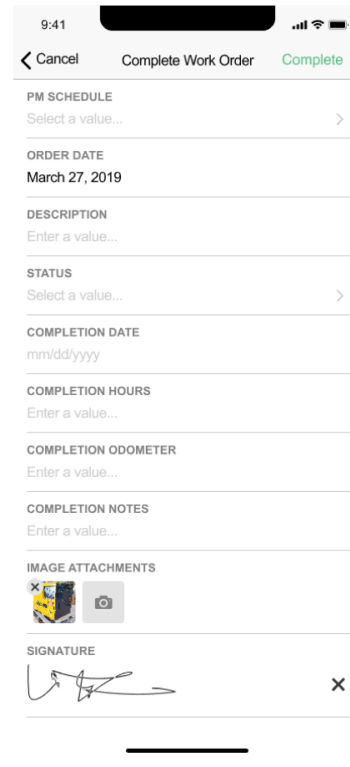 9:41
Cancel
Complete Work Order
Complete
PM SCHEDULE
Select a value...
ORDER DATE
March 27, 2019
DESCRIPTION
Enter a value...
STATUS
Select a value...
COMPLETION DATE
mm/dd/yyyy
COMPLETION HOURS
Enter a value...
COMPLETION ODOMETER
Enter a value...
COMPLETION NOTES
Enter a value...
IMAGE ATTACHMENTS
SIGNATURE